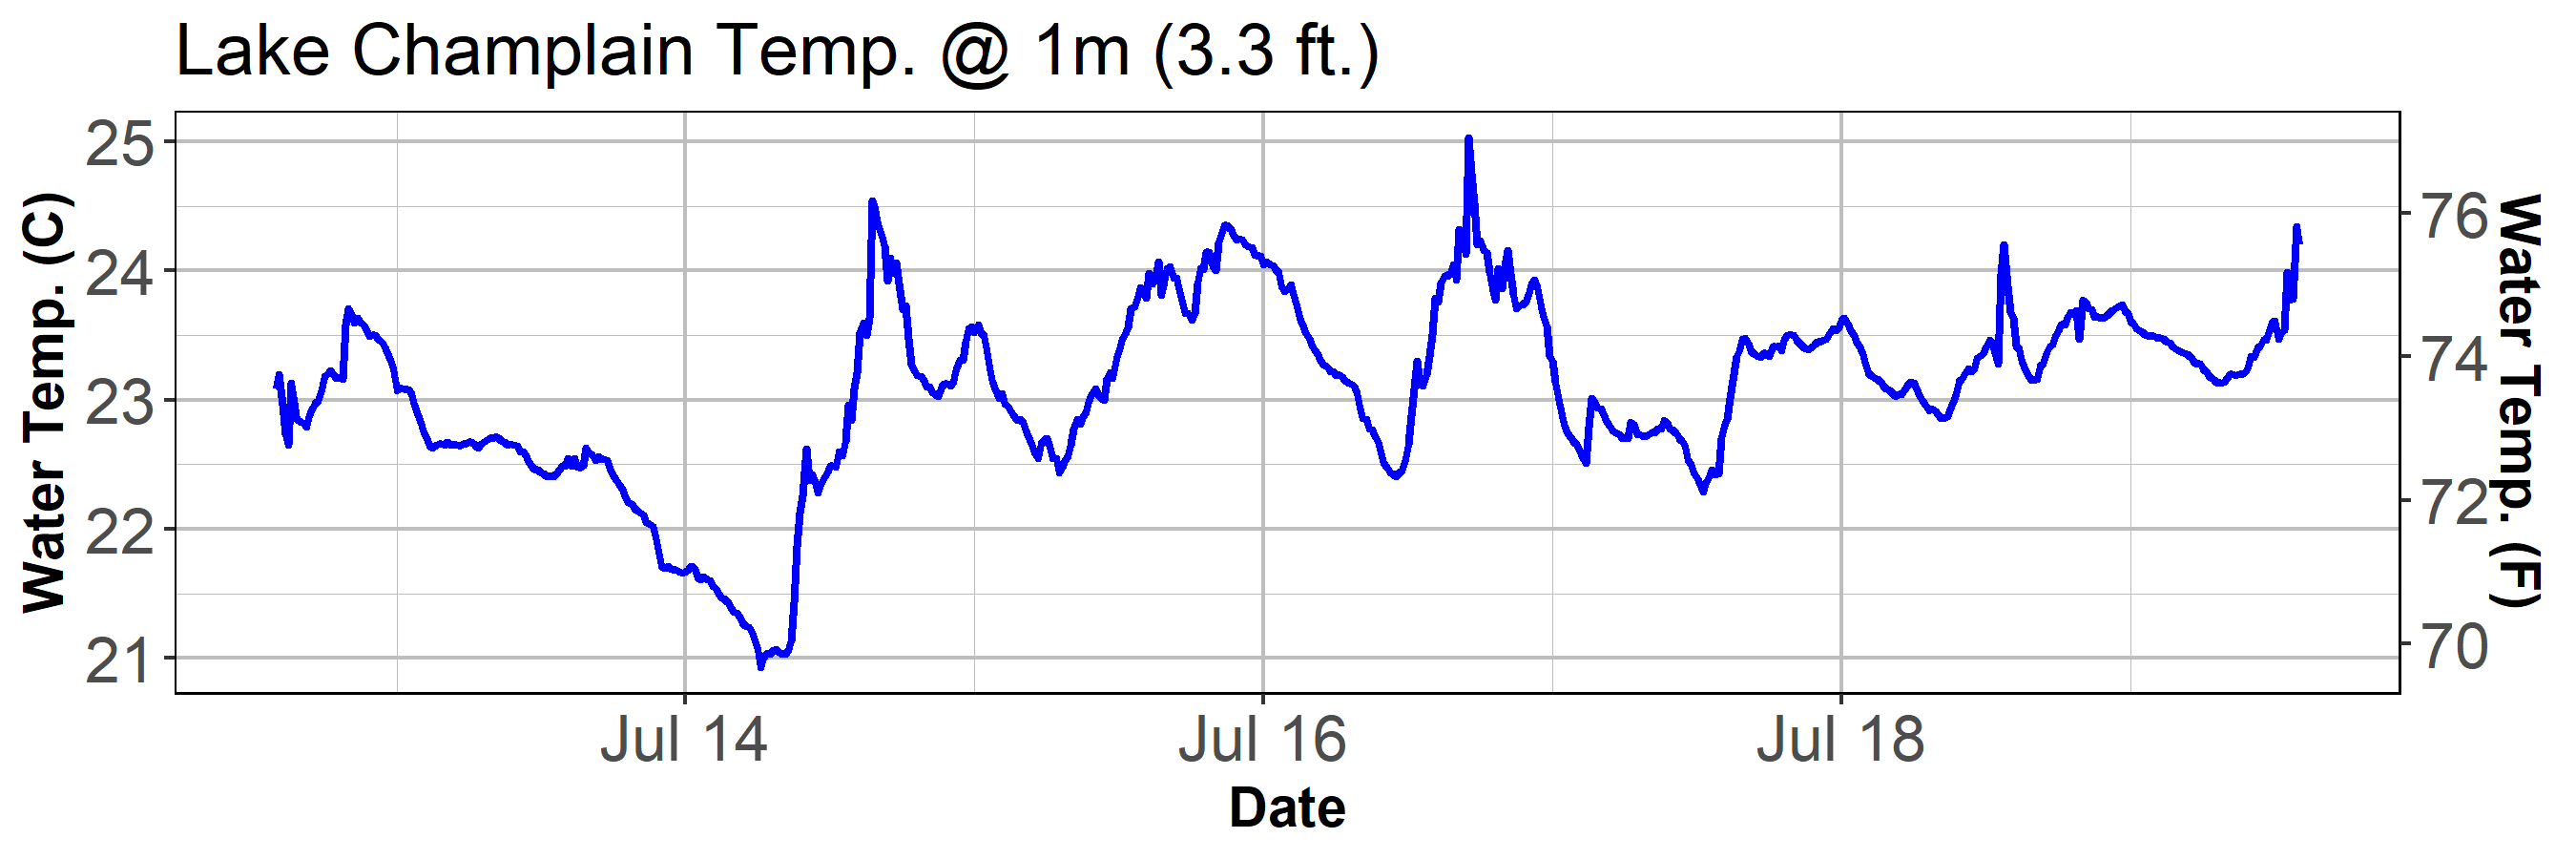 Lake Champlain Temp. @ 1m (3.3 ft.)
Water Temp. (C)
25
24
23
22
21
76
74
72
70
Water Temp. (F)
Jul 14 Jul 16 Jul 18
Date